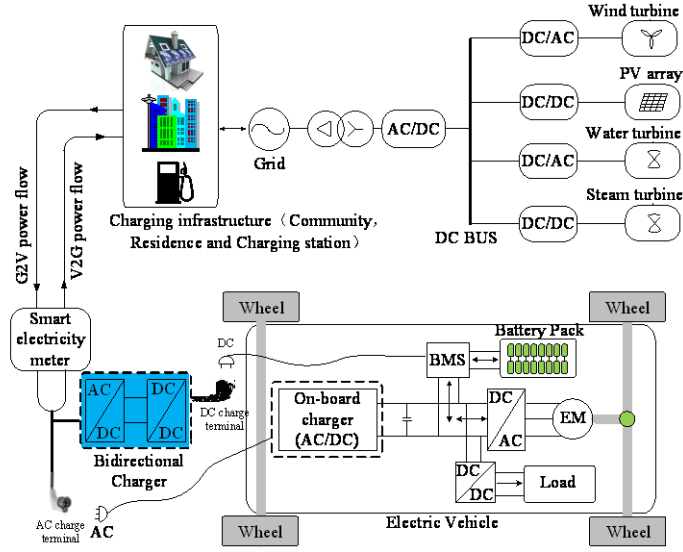 Wind turbine
DC/AC
PV array
DC/DC
AC/DC
Grid
Water turbine
DC/AC
Steam turbine
DC/DC
DC BUS
Charging infrastructure（Community,
Residence and Charging station）
G2V power flow
V2G power flow
Smart
electricity
meter
Wheel
Wheel
Battery Pack
DC
BMS
AC
DC
DC
DC
DC charge
terminal
On-board
charger
(AC/DC)
DC
AC
EM
Bidirectional
Charger
DC
DC
Load
AC charge
terminal
AC
Electric Vehicle
Wheel
Wheel